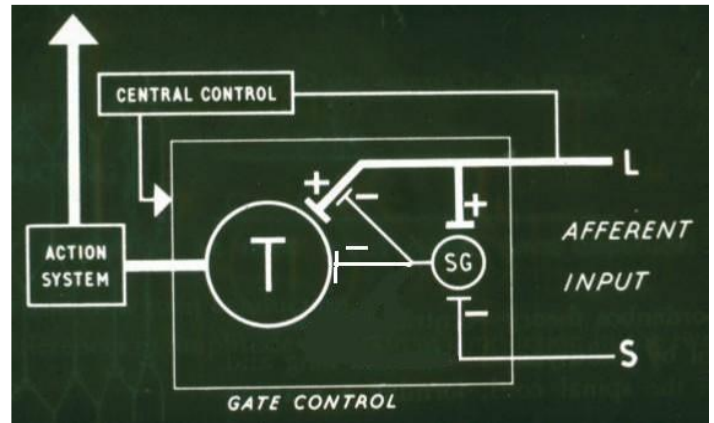 CENTRAL CONTROL
+
−
L
+
ACTION
SYSTEM
T
−
SG
AFFERENT
INPUT
−
S
GATE CONTROL